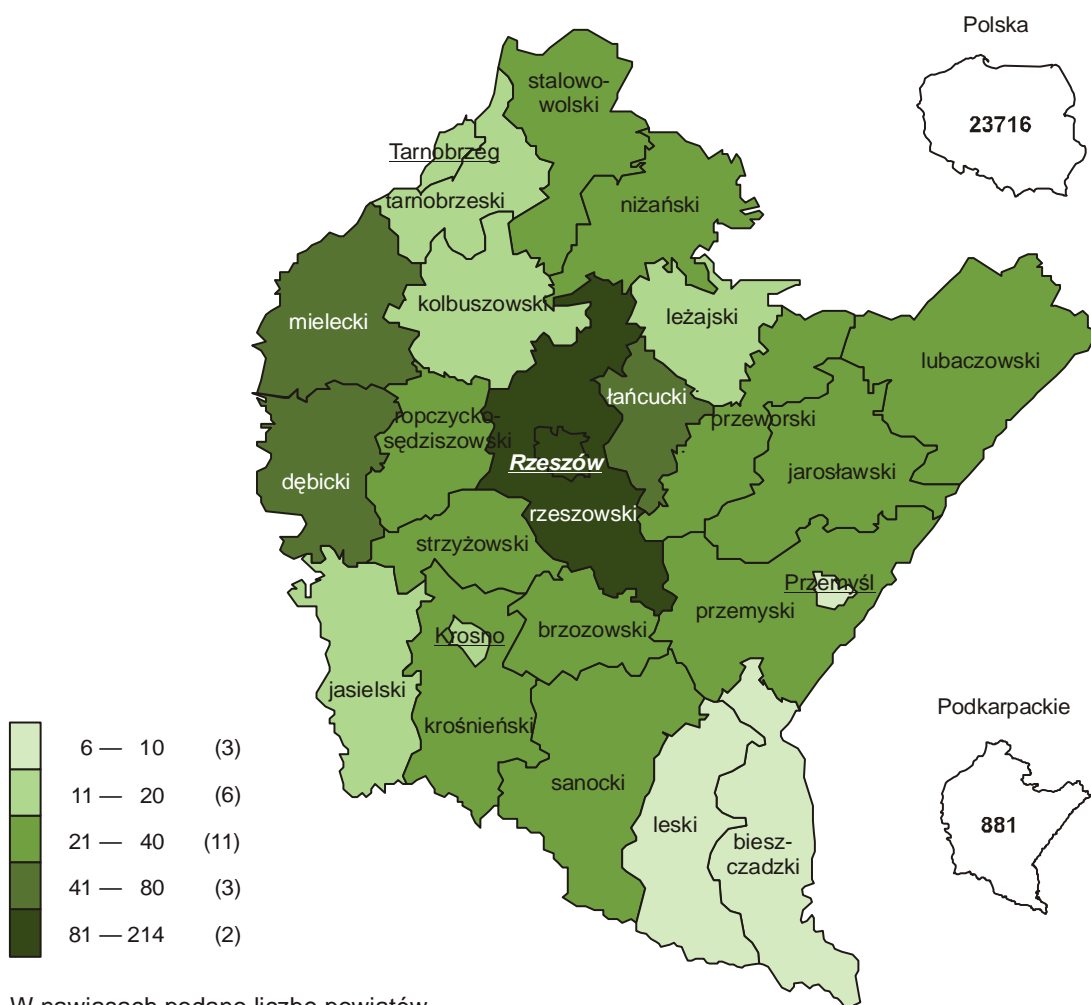 Polska
23716
stalowo-
wolski
Tarnobrzeg
tarnobrzeski
niżański
kolbuszowski
leżajski
mielecki
lubaczowski
łańcucki
ropczycko-
sędziszowski
przeworski
Rzeszów
jarosławski
dębicki
rzeszowski
strzyżowski
Przemyśl
przemyski
Krosno
brzozowski
jasielski
krośnieński
Podkarpackie
881
sanocki
leski
biesz-
czadzki
6 — 10 (3)
11 — 20 (6)
21 — 40 (11)
41 — 80 (3)
81 — 214 (2)